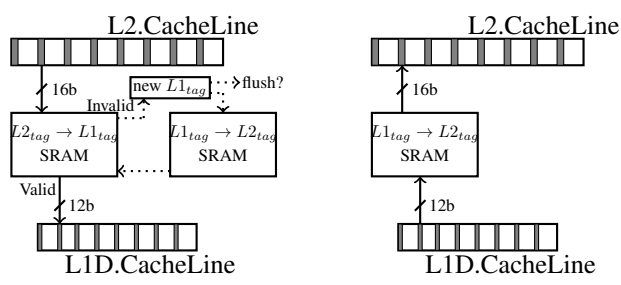 L2.CacheLine
16b
new L1tag
flush?
Invalid
L2tag → L1tag
SRAM
L1tag → L2tag
SRAM
Valid
12b
L1D.CacheLine
L2.CacheLine
16b
L1tag → L2tag
SRAM
12b
L1D.CacheLine